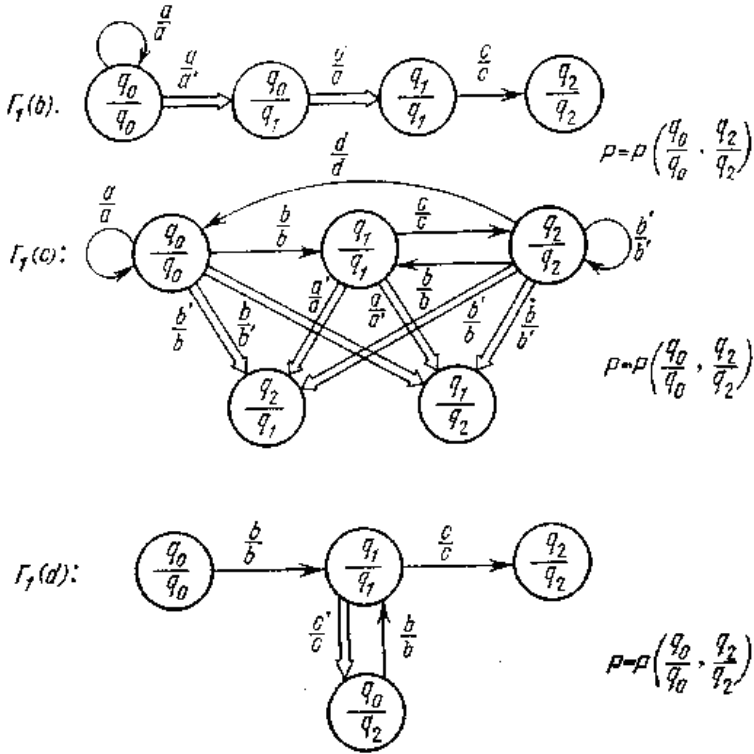 a/a
Γ₁(b). q₀/q₀ a/a' q₀/q₁ a'/a q₁/q₁ c/c q₂/q₂
p=p(q₀/q₀, q₂/q₂)
d/d
a/a b/b c/c b'/b'
Γ₁(c): q₀/q₀ q₁/q₁ q₂/q₂
b'/b b/b' a'/a a/a' b/b b'/b b/b'
p=p(q₀/q₀, q₂/q₂)
q₂/q₁ q₁/q₂
b/b c/c
Γ₁(d): q₀/q₀ q₁/q₁ q₂/q₂
c'/c b/b
p=p(q₀/q₀, q₂/q₂)
q₀/q₂